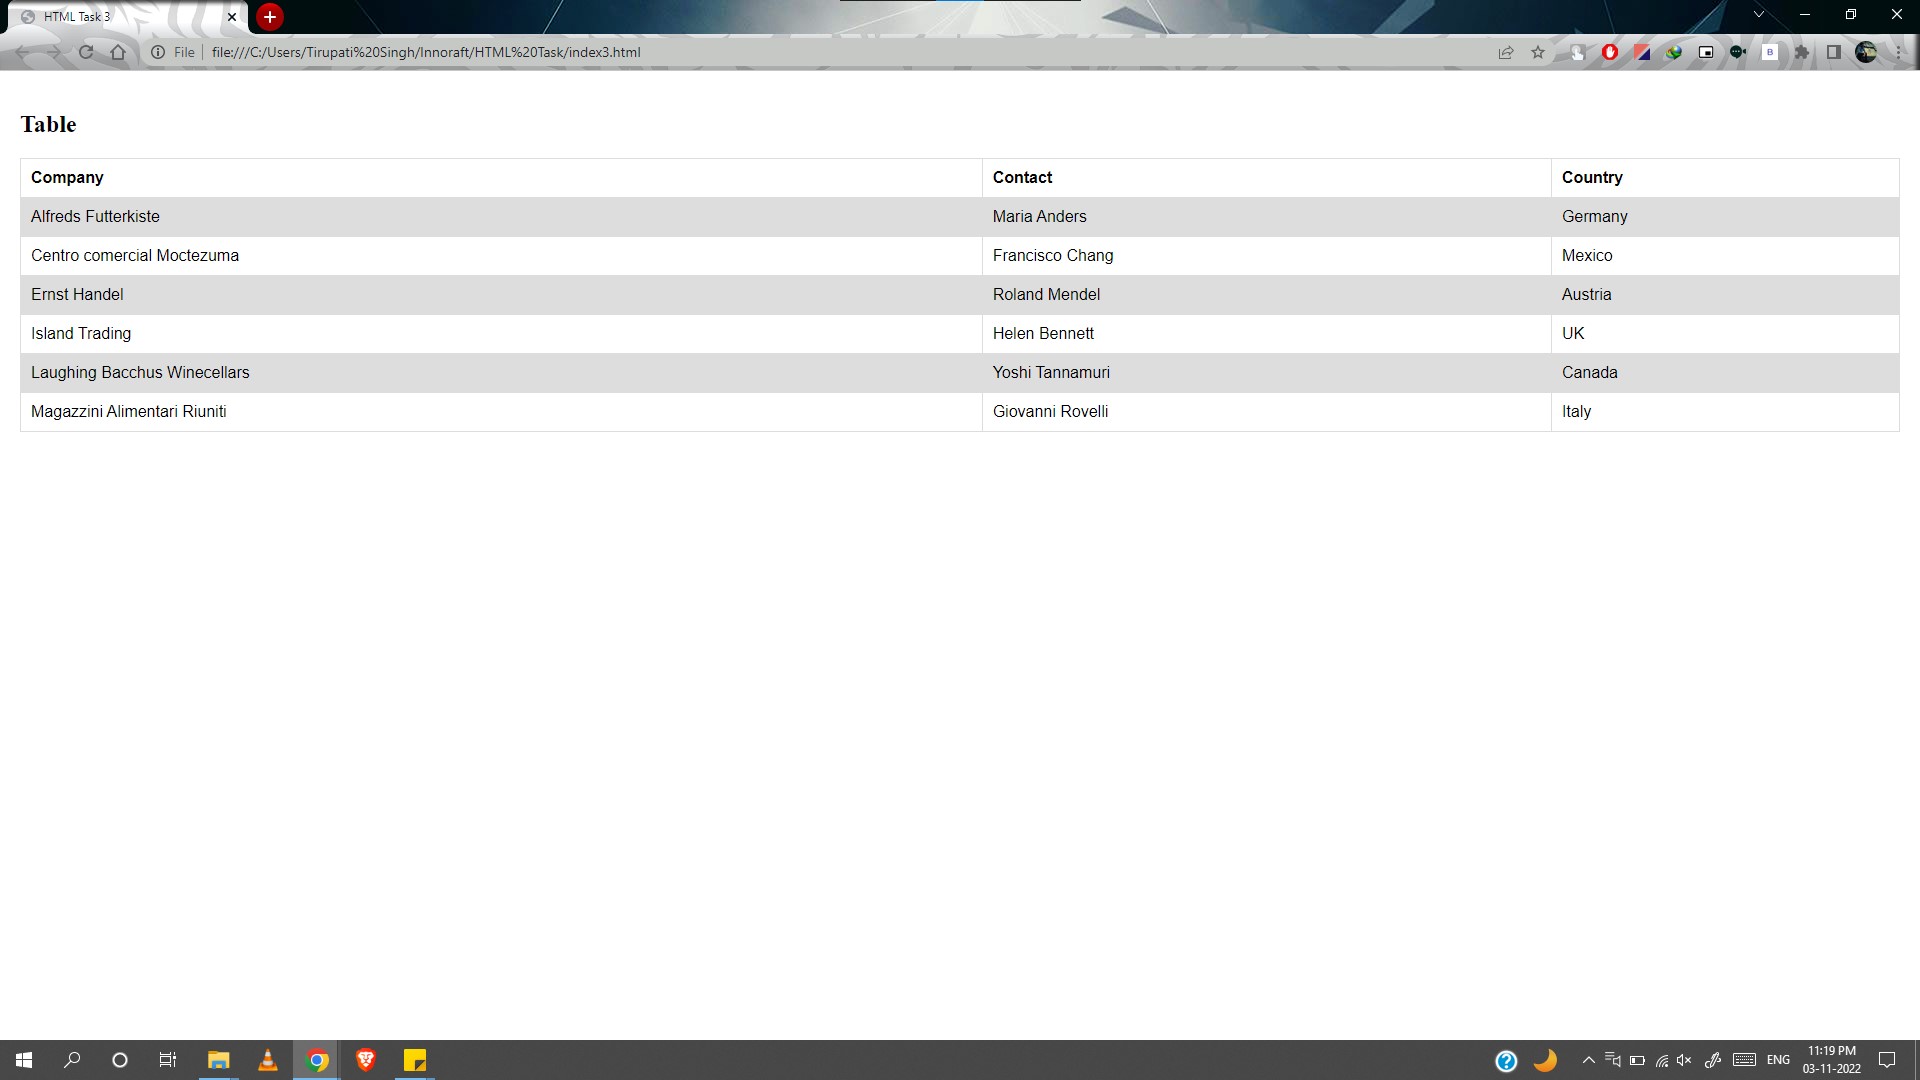 HTML Task 3
File file:///C:/Users/Tirupati%20Singh/Innoraft/HTML%20Task/index3.html
B
Table
Company Contact Country
Alfreds Futterkiste Maria Anders Germany
Centro comercial Moctezuma Francisco Chang Mexico
Ernst Handel Roland Mendel Austria
Island Trading Helen Bennett UK
Laughing Bacchus Winecellars Yoshi Tannamuri Canada
Magazzini Alimentari Riuniti Giovanni Rovelli Italy
ENG
11:19 PM
03-11-2022